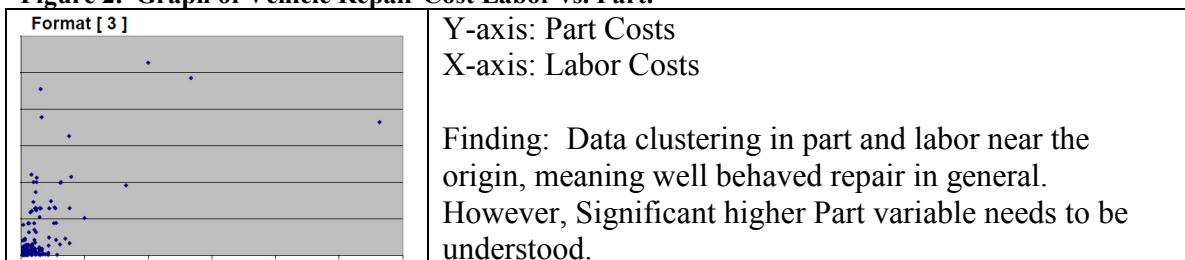 Figure 2: Graph of Vehicle Repair Cost Labor vs. Part.
Format [ 3 ]
Y-axis: Part Costs
X-axis: Labor Costs
Finding: Data clustering in part and labor near the
origin, meaning well behaved repair in general.
However, Significant higher Part variable needs to be
understood.